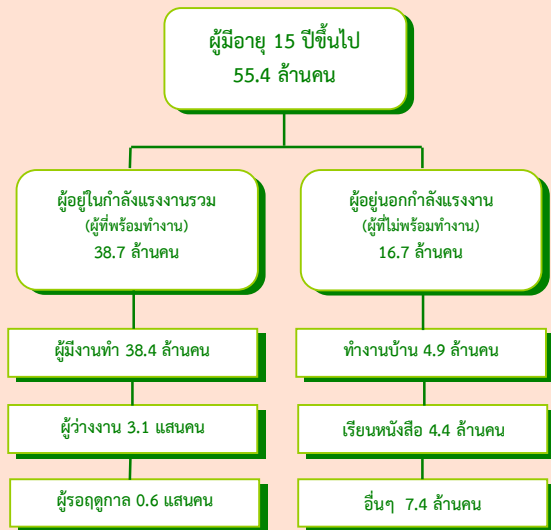 ผู้มีอายุ 15 ปีขึ้นไป
55.4 ล้านคน
ผู้อยู่ในกำลังแรงงานรวม
(ผู้ที่พร้อมทำงาน)
38.7 ล้านคน
ผู้อยู่นอกกำลังแรงงาน
(ผู้ที่ไม่พร้อมทำงาน)
16.7 ล้านคน
ผู้มีงานทำ 38.4 ล้านคน
ทำงานบ้าน 4.9 ล้านคน
ผู้ว่างงาน 3.1 แสนคน
เรียนหนังสือ 4.4 ล้านคน
ผู้รอฤดูกาล 0.6 แสนคน
อื่นๆ 7.4 ล้านคน